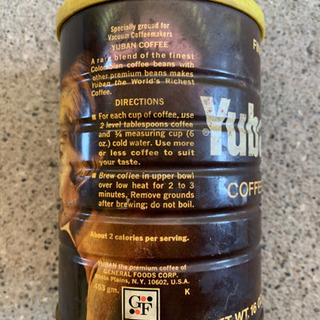 Specially ground for
Vacuum Coffeemakers
YUBAN COFFEE
A rare blend of the finest
Colombian coffee beans with
other premium beans makes
Yuban the World's Richest
Coffee.
DIRECTIONS
For each cup of coffee, use
2 level tablespoons coffee
and ¾ measuring cup (6
oz.) cold water. Use more
or less coffee to suit
your taste.
Brew coffee in upper bowl
over low heat for 2 to 3
minutes. Remove grounds
after brewing; do not boil.
About 2 calories per serving.
YUBAN the premium coffee of
GENERAL FOODS CORP.
White Plains, N.Y. 10602, U.S.A.
453 gm. K
GF
Yub
COFFE
ET WT. 16 O